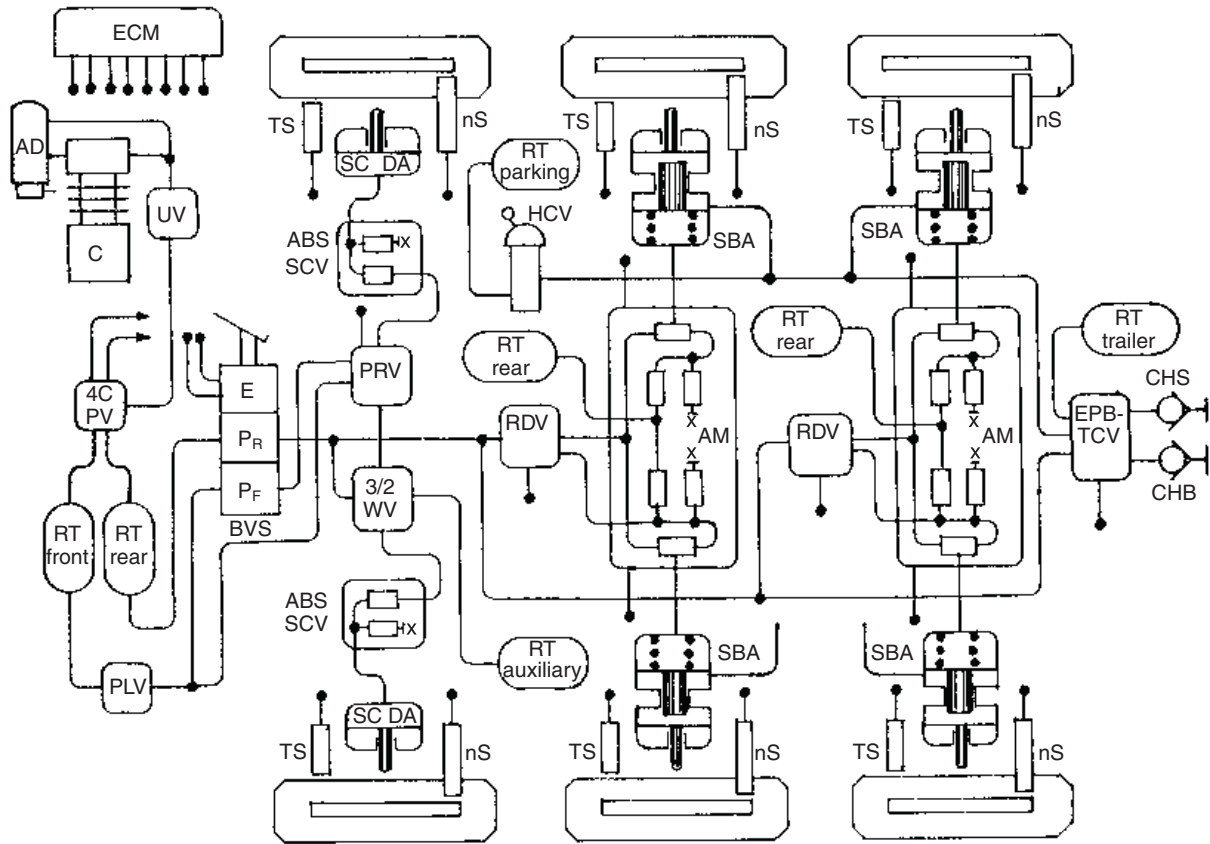 ECM
AD
UV
C
TS
nS
SC DA
ABS
SCV
RT
parking
HCV
TS
nS
SBA
TS
nS
SBA
4C
PV
E
PR
PF
BVS
PRV
3/2
WV
RT
front
RT
rear
PLV
RT
rear
RDV
AM
RT
rear
RDV
AM
RT
trailer
EPB-
TCV
CHS
CHB
ABS
SCV
x
x
x
x
x
x
RT
auxiliary
SC DA
TS
nS
SBA
TS
nS
SBA
TS
nS